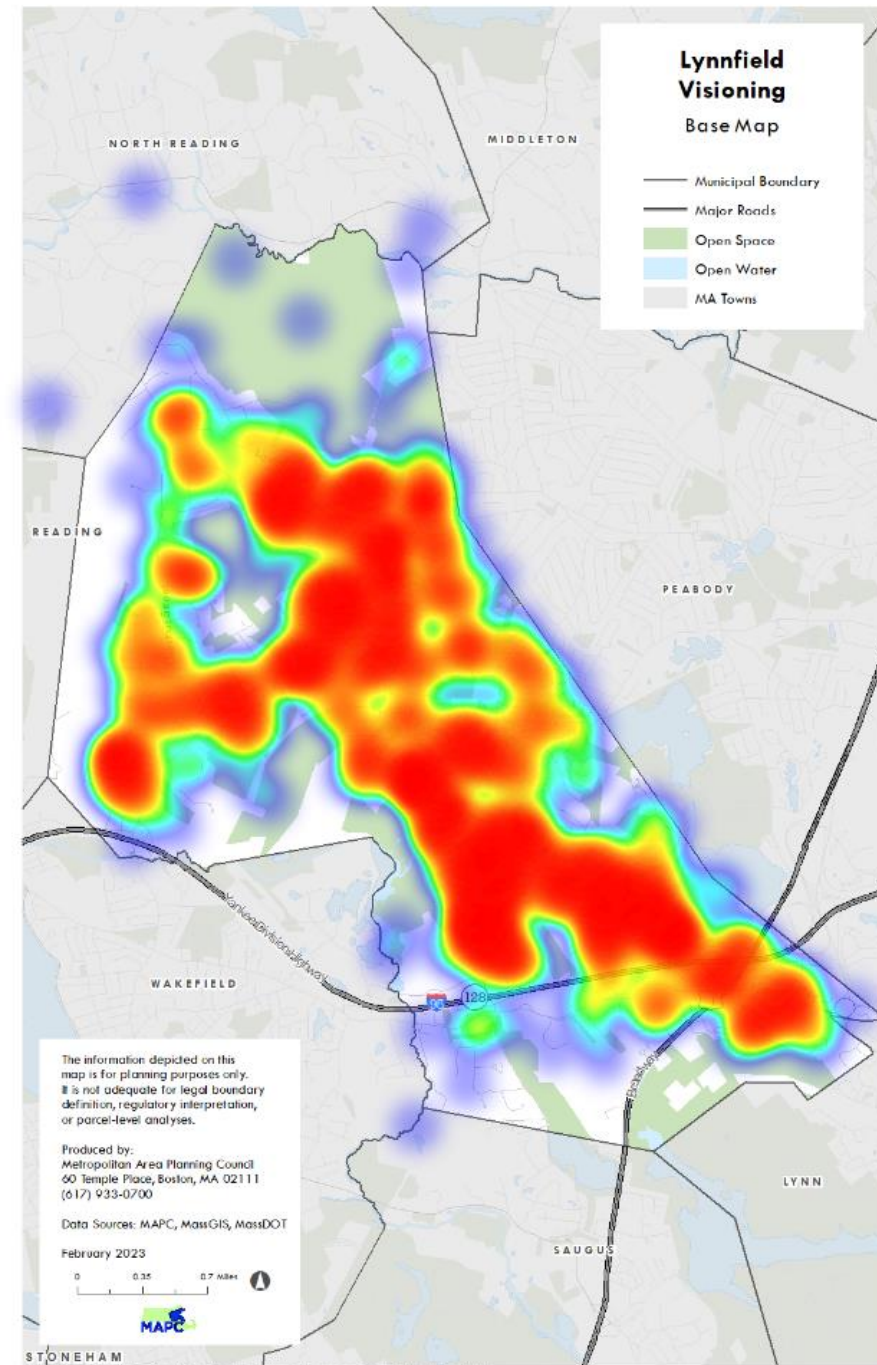 Lynnfield
Visioning
Base Map
Municipal Boundary
Major Roads
Open Space
Open Water
MA Towns
MIDDLETON
NORTH READING
READING
PEABODY
Yankee Division Highway
WAKEFIELD
128
Broadway
LYNN
SAUGUS
STONEHAM
The information depicted on this
map is for planning purposes only.
It is not adequate for legal boundary
definition, regulatory interpretation,
or parcel-level analyses.
Produced by:
Metropolitan Area Planning Council
60 Temple Place, Boston, MA 02111
(617) 933-0700
Data Sources: MAPC, MassGIS, MassDOT
February 2023
0 0.35 0.7 Miles
MAPC